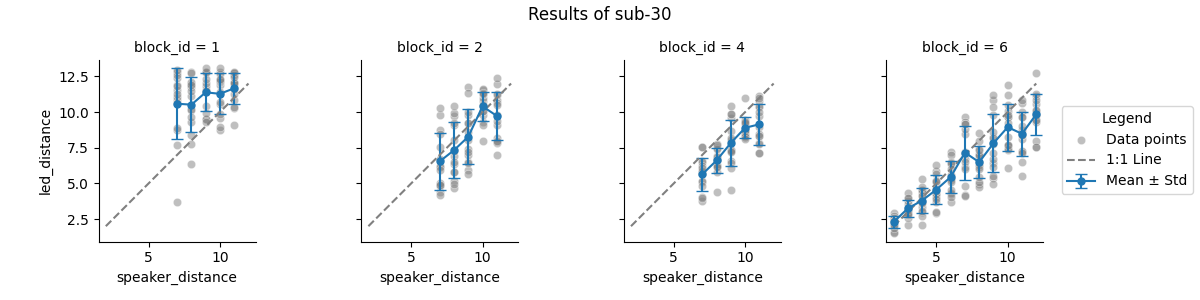 Results of sub-30
block_id = 1
block_id = 2
block_id = 4
block_id = 6
led_distance
12.5
10.0
7.5
5.0
2.5
5 10
5 10
5 10
5 10
speaker_distance
speaker_distance
speaker_distance
speaker_distance
Legend
Data points
1:1 Line
Mean ± Std